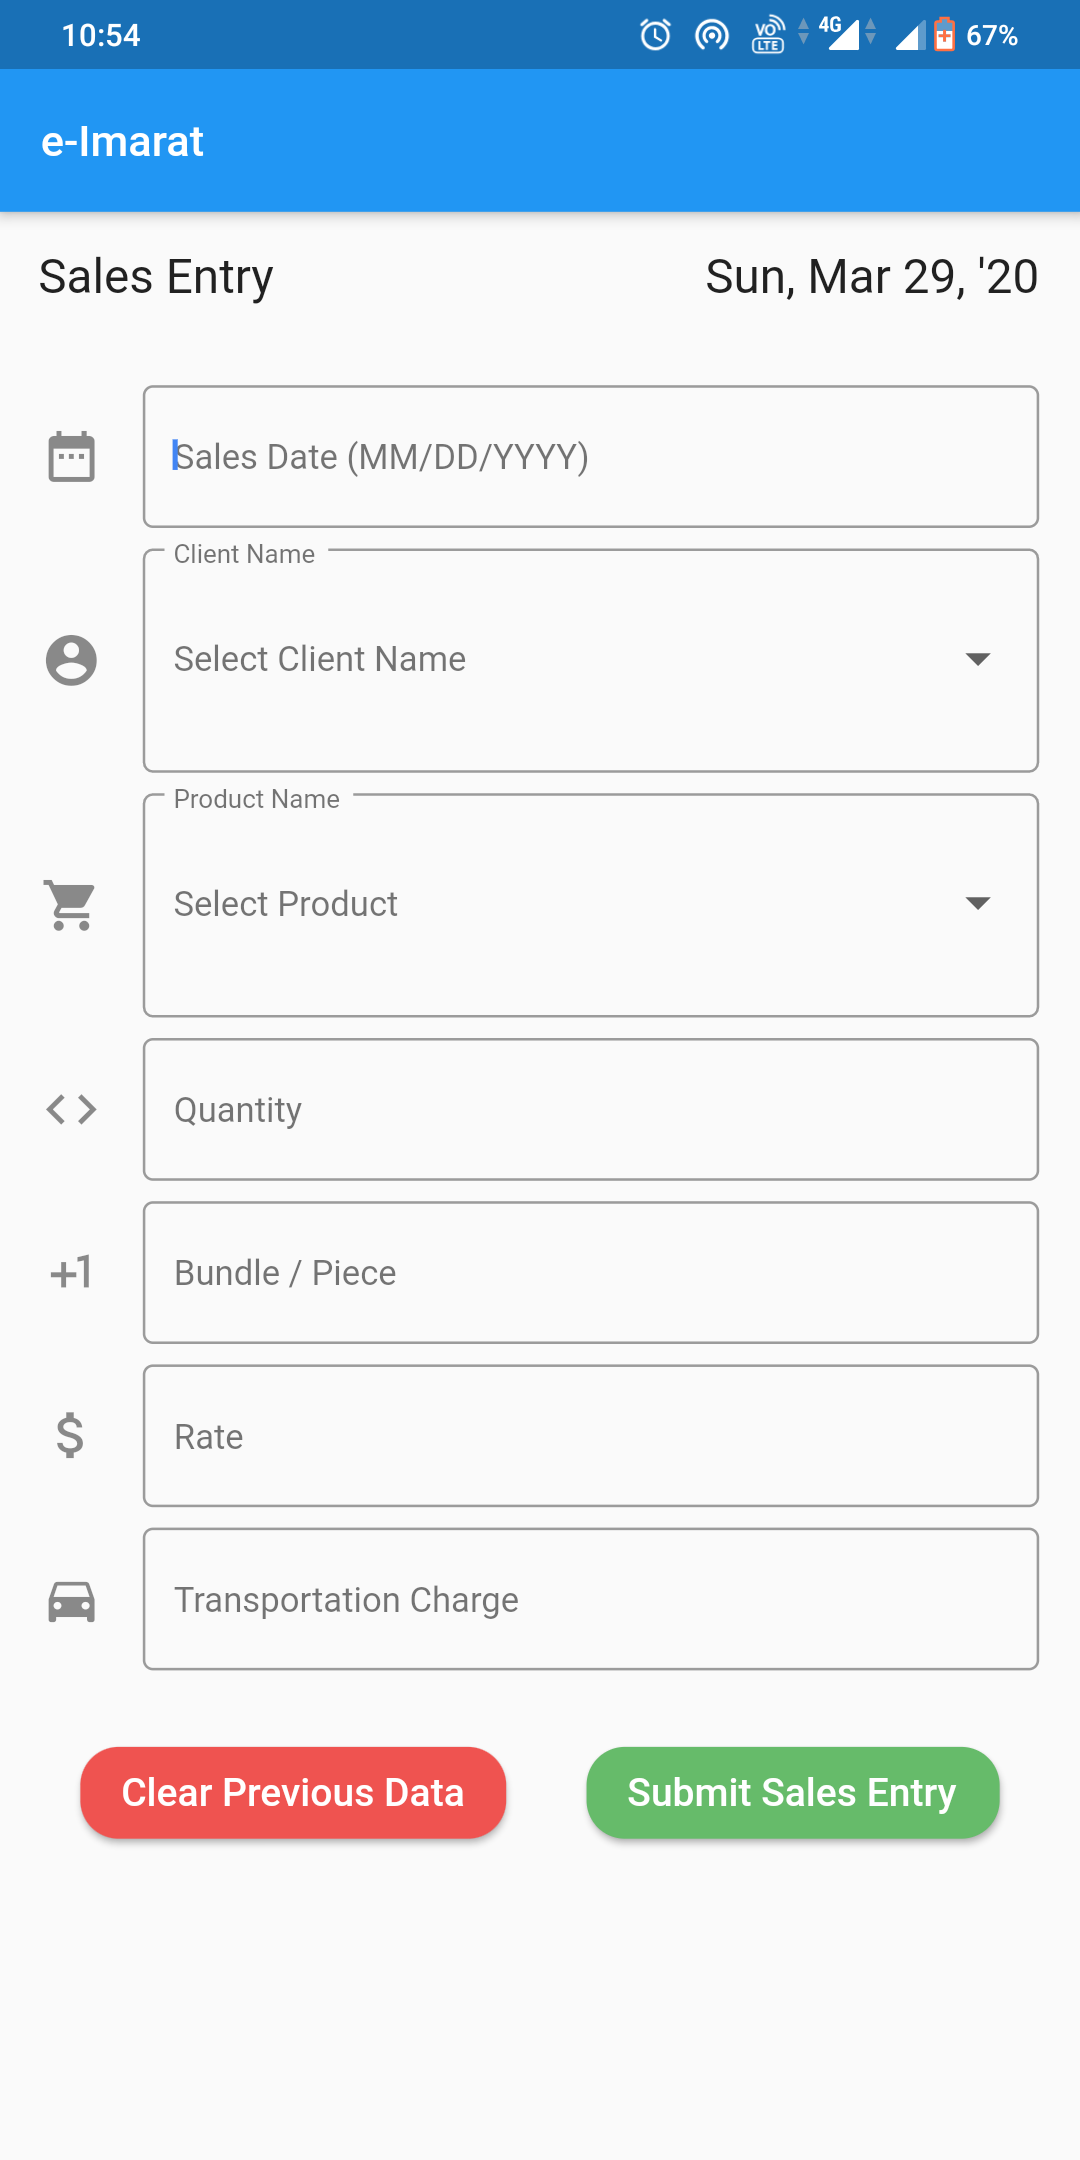 10:54 VO LTE 4G 67%
e-Imarat
Sales Entry Sun, Mar 29, '20
Sales Date (MM/DD/YYYY)
Client Name
Select Client Name
Product Name
Select Product
Quantity
+1 Bundle / Piece
$ Rate
Transportation Charge
Clear Previous Data Submit Sales Entry